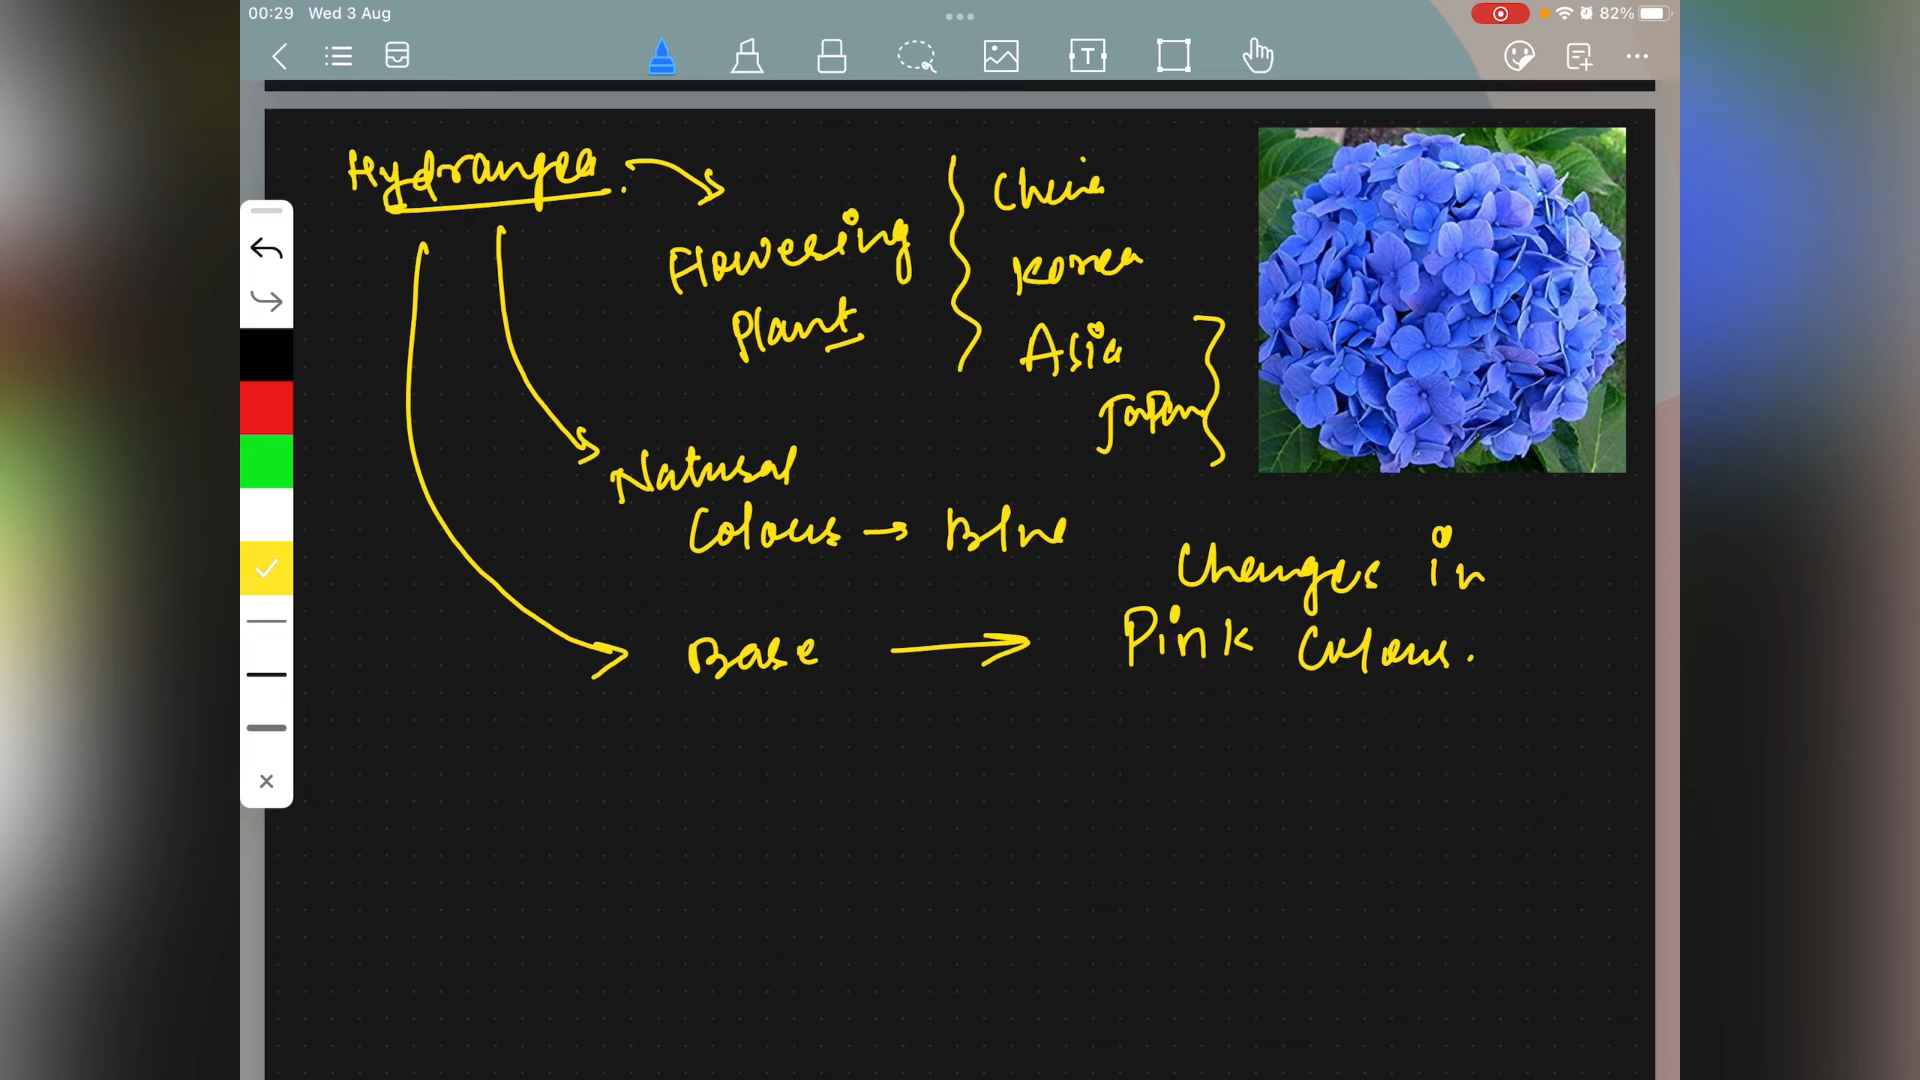 00:29 Wed 3 Aug
82%
T
Hydrangea.
Flowering
Plant
China
Korea
Asia
Japan
Natural
Colour → Blue
Base → Changes in
Pink Colour.